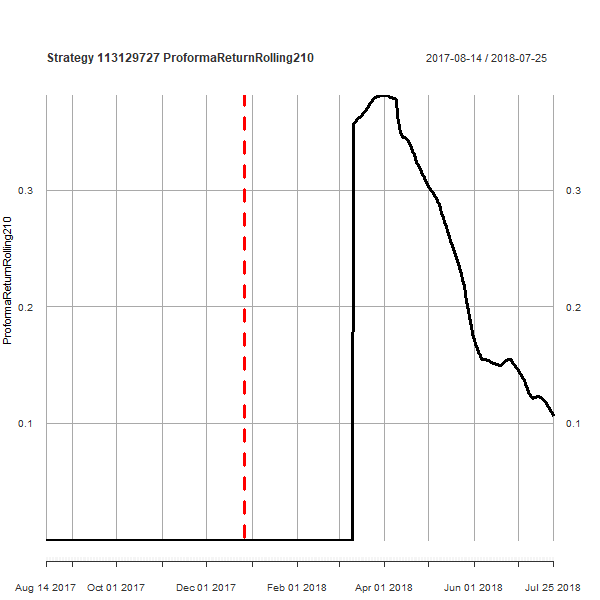 Strategy 113129727 ProformaReturnRolling210
2017-08-14 / 2018-07-25
ProformaReturnRolling210
0.3
0.2
0.1
0.3
0.2
0.1
Aug 14 2017
Oct 01 2017
Dec 01 2017
Feb 01 2018
Apr 01 2018
Jun 01 2018
Jul 25 2018